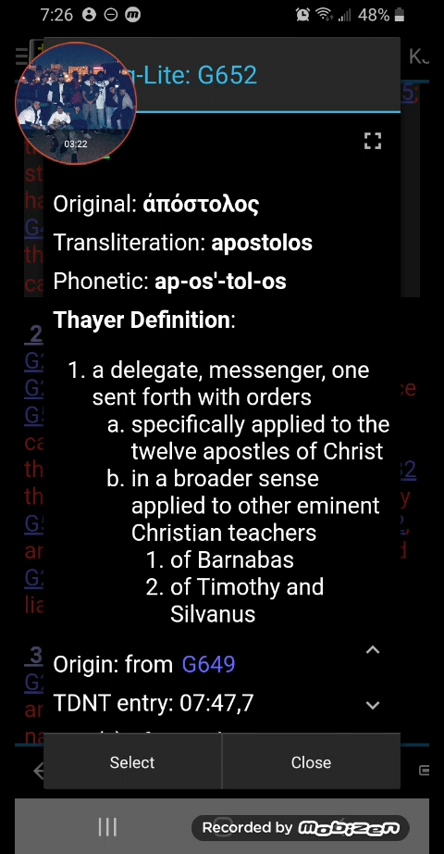 7:26 48%
g-Lite: G652
5:
03:22
Original: ἀπόστολος
Transliteration: apostolos
Phonetic: ap-os'-tol-os
Thayer Definition:
1. a delegate, messenger, one
sent forth with orders
a. specifically applied to the
twelve apostles of Christ
b. in a broader sense
applied to other eminent
Christian teachers
1. of Barnabas
2. of Timothy and
Silvanus
Origin: from G649
TDNT entry: 07:47,7
Select Close
Recorded by Mobizen